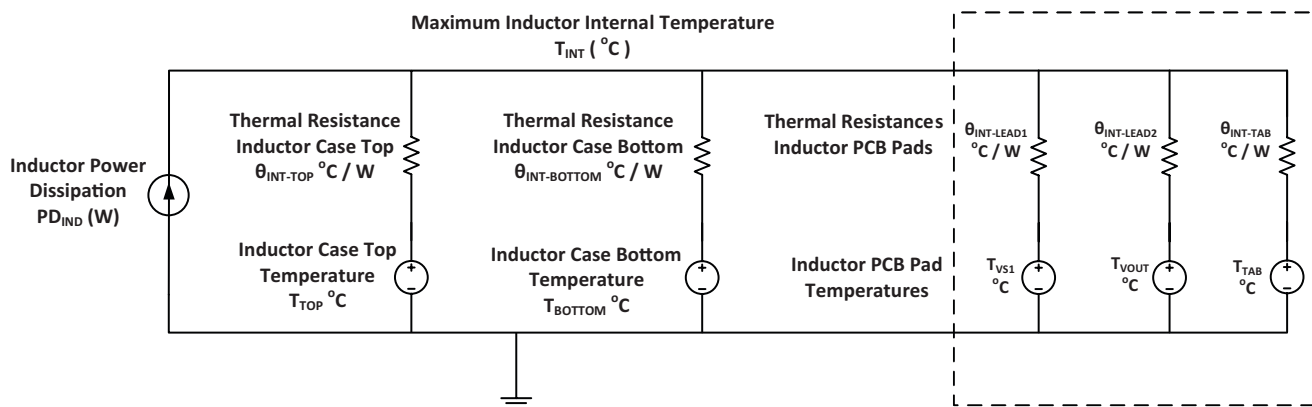 Maximum Inductor Internal Temperature
T_INT ( °C )
Thermal Resistance
Inductor Case Top
θ_INT-TOP °C / W
Thermal Resistance
Inductor Case Bottom
θ_INT-BOTTOM °C / W
Thermal Resistances
Inductor PCB Pads
θ_INT-LEAD1
°C / W
θ_INT-LEAD2
°C / W
θ_INT-TAB
°C / W
Inductor Power
Dissipation
PD_IND (W)
Inductor Case Top
Temperature
T_TOP °C
+
−
Inductor Case Bottom
Temperature
T_BOTTOM °C
+
−
Inductor PCB Pad
Temperatures
T_VS1
°C
+
−
T_VOUT
°C
+
−
T_TAB
°C
+
−